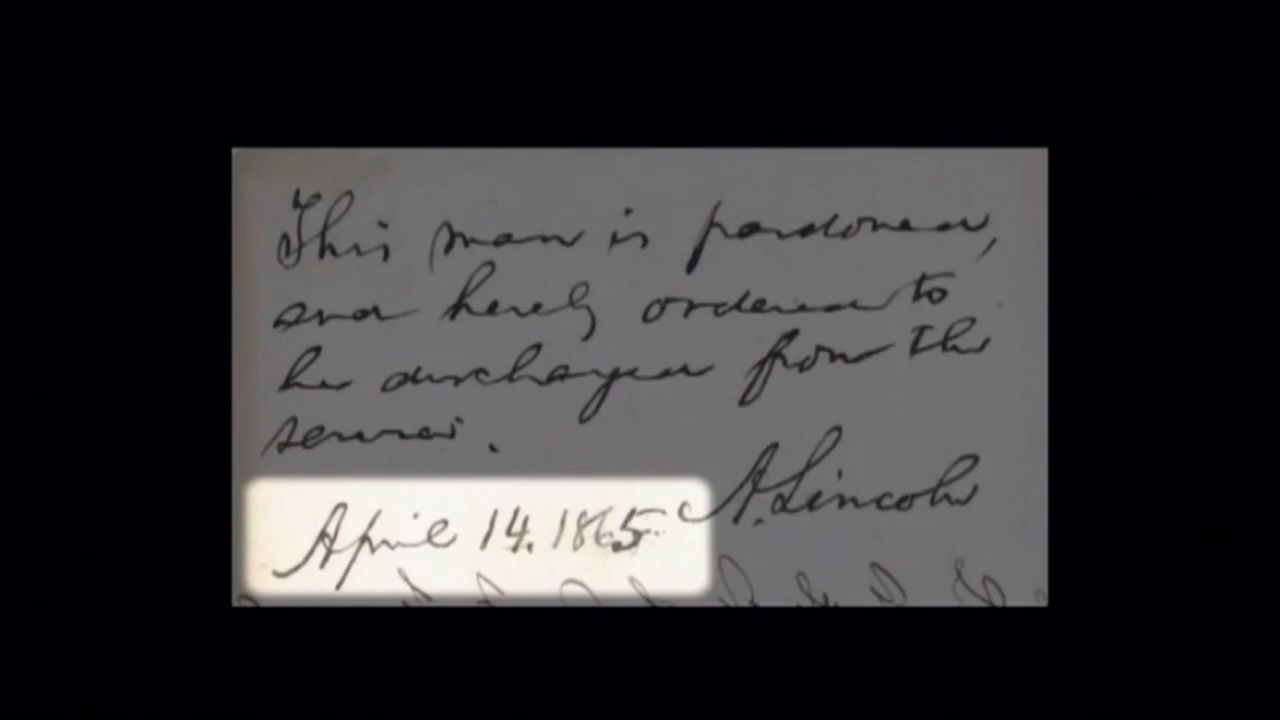 This man is pardoned,
and hereby ordered to
be discharged from the
service.
A. Lincoln
April 14. 1865